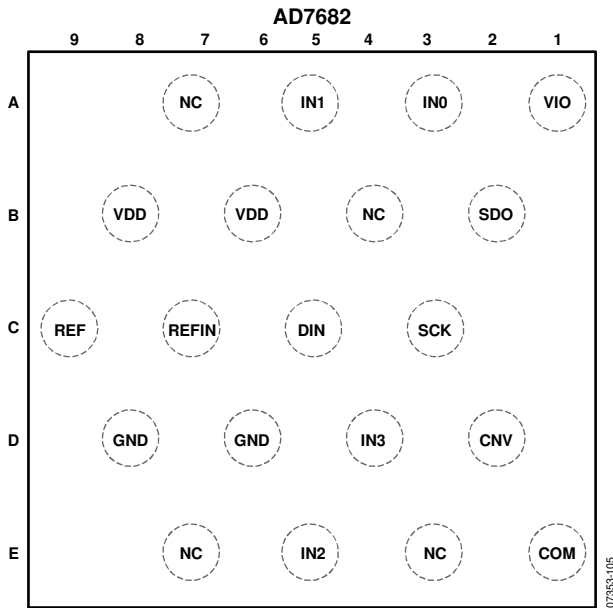 AD7682
9 8 7 6 5 4 3 2 1
A NC IN1 IN0 VIO
B VDD VDD NC SDO
C REF REFIN DIN SCK
D GND GND IN3 CNV
E NC IN2 NC COM
07353-105